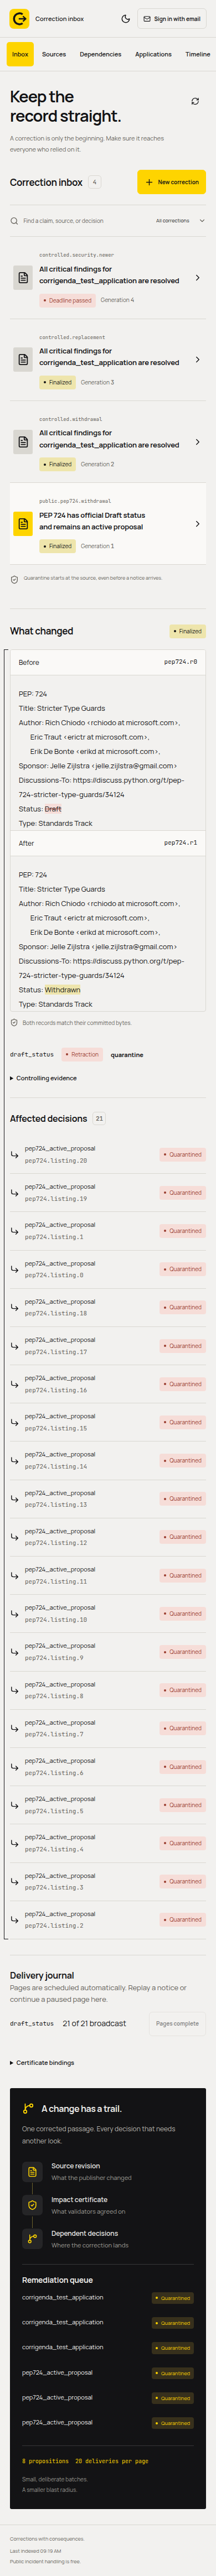 Correction inbox
Sign in with email
Inbox
Sources
Dependencies
Applications
Timeline
Keep the
record straight.
A correction is only the beginning. Make sure it reaches
everyone who relied on it.
Correction inbox 4
New correction
Find a claim, source, or decision
All corrections
controlled.security.newer
All critical findings for
corrigenda_test_application are resolved
Deadline passed Generation 4
controlled.replacement
All critical findings for
corrigenda_test_application are resolved
Finalized Generation 3
controlled.withdrawal
All critical findings for
corrigenda_test_application are resolved
Finalized Generation 2
public.pep724.withdrawal
PEP 724 has official Draft status
and remains an active proposal
Finalized Generation 1
Quarantine starts at the source, even before a notice arrives.
What changed
Finalized
Before pep724.r0
PEP: 724
Title: Stricter Type Guards
Author: Rich Chiodo <rchiodo at microsoft.com>,
Eric Traut <erictr at microsoft.com>,
Erik De Bonte <erikd at microsoft.com>,
Sponsor: Jelle Zijlstra <jelle.zijlstra@gmail.com>
Discussions-To: https://discuss.python.org/t/pep-
724-stricter-type-guards/34124
Status: Draft
Type: Standards Track
After pep724.r1
PEP: 724
Title: Stricter Type Guards
Author: Rich Chiodo <rchiodo at microsoft.com>,
Eric Traut <erictr at microsoft.com>,
Erik De Bonte <erikd at microsoft.com>,
Sponsor: Jelle Zijlstra <jelle.zijlstra@gmail.com>
Discussions-To: https://discuss.python.org/t/pep-
724-stricter-type-guards/34124
Status: Withdrawn
Type: Standards Track
Both records match their committed bytes.
draft_status Retraction quarantine
Controlling evidence
Affected decisions 21
pep724_active_proposal
pep724.listing.20
Quarantined
pep724_active_proposal
pep724.listing.19
Quarantined
pep724_active_proposal
pep724.listing.1
Quarantined
pep724_active_proposal
pep724.listing.0
Quarantined
pep724_active_proposal
pep724.listing.18
Quarantined
pep724_active_proposal
pep724.listing.17
Quarantined
pep724_active_proposal
pep724.listing.16
Quarantined
pep724_active_proposal
pep724.listing.15
Quarantined
pep724_active_proposal
pep724.listing.14
Quarantined
pep724_active_proposal
pep724.listing.13
Quarantined
pep724_active_proposal
pep724.listing.12
Quarantined
pep724_active_proposal
pep724.listing.11
Quarantined
pep724_active_proposal
pep724.listing.10
Quarantined
pep724_active_proposal
pep724.listing.9
Quarantined
pep724_active_proposal
pep724.listing.8
Quarantined
pep724_active_proposal
pep724.listing.7
Quarantined
pep724_active_proposal
pep724.listing.6
Quarantined
pep724_active_proposal
pep724.listing.5
Quarantined
pep724_active_proposal
pep724.listing.4
Quarantined
pep724_active_proposal
pep724.listing.3
Quarantined
pep724_active_proposal
pep724.listing.2
Quarantined
Delivery journal
Pages are scheduled automatically. Replay a notice or
continue a paused page here.
draft_status 21 of 21 broadcast Pages complete
Certificate bindings
A change has a trail.
One corrected passage. Every decision that needs
another look.
Source revision
What the publisher changed
Impact certificate
What validators agreed on
Dependent decisions
Where the correction lands
Remediation queue
corrigenda_test_application Quarantined
corrigenda_test_application Quarantined
corrigenda_test_application Quarantined
pep724_active_proposal Quarantined
pep724_active_proposal Quarantined
pep724_active_proposal Quarantined
8 propositions 20 deliveries per page
Small, deliberate batches.
A smaller blast radius.
Corrections with consequences.
Last indexed 09:19 AM
Public incident handling is free.